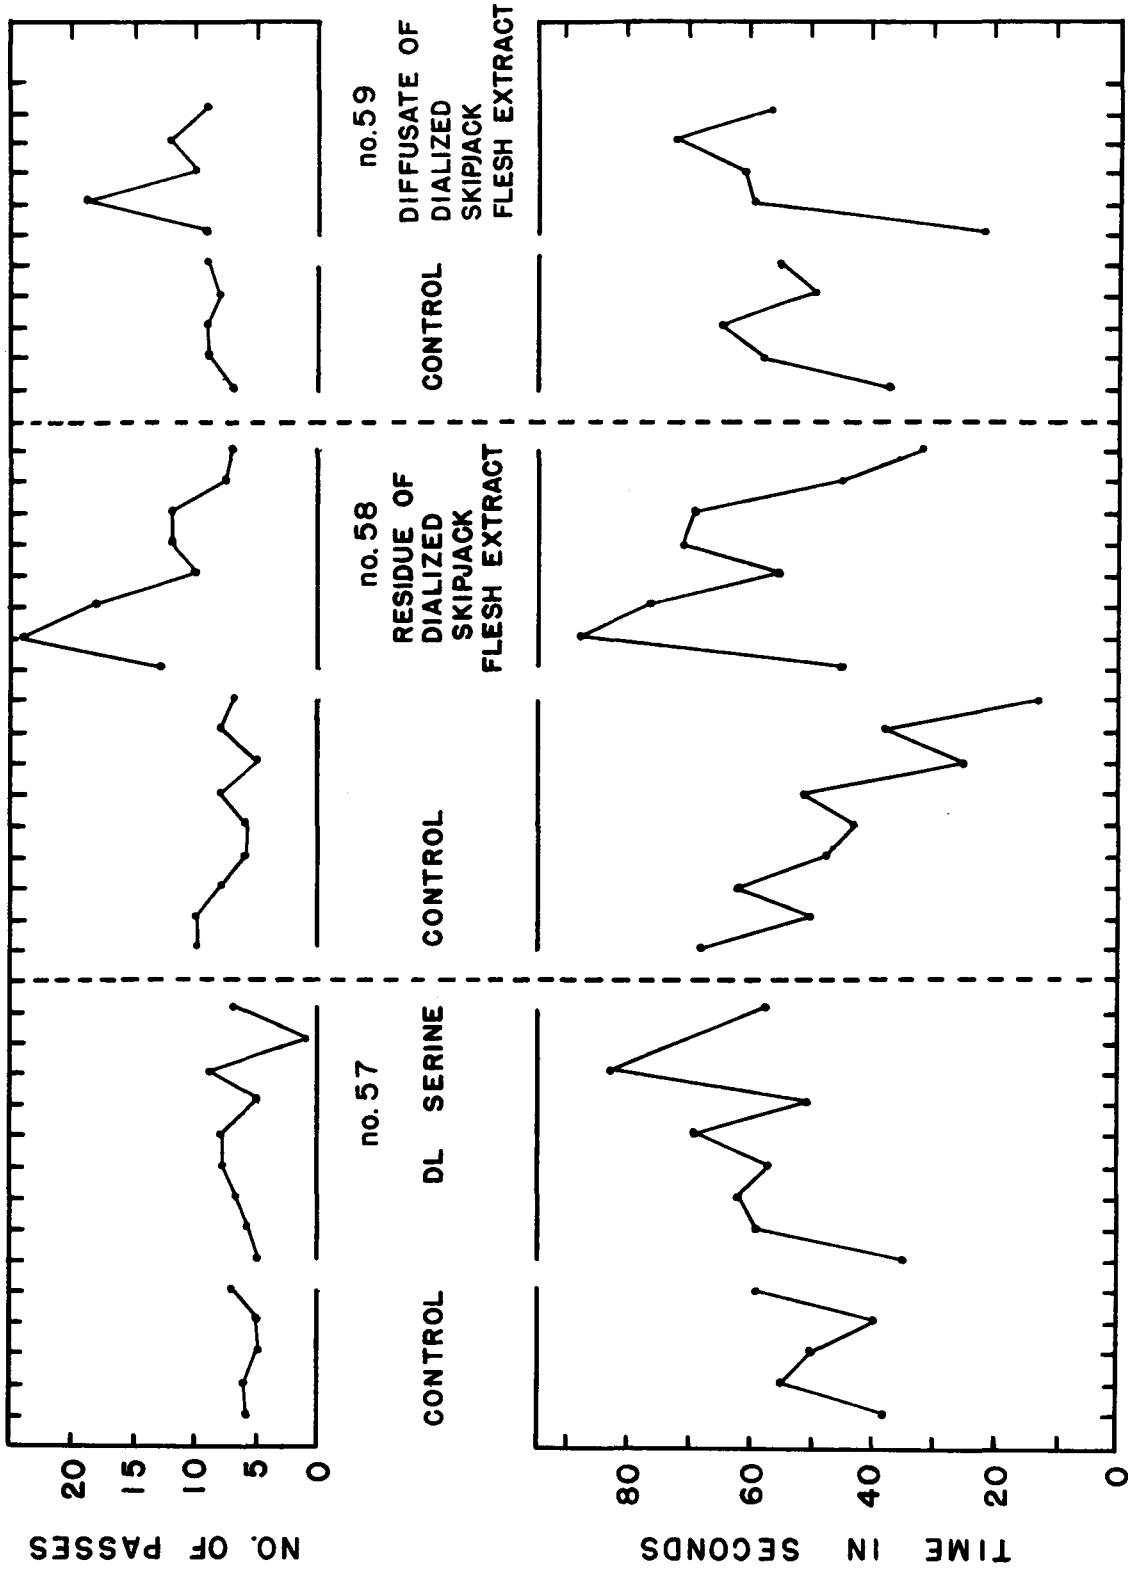 NO. OF PASSES
20
15
10
5
0
no.57
CONTROL
DL SERINE
no.58
CONTROL
RESIDUE OF
DIALIZED
SKIPJACK
FLESH EXTRACT
no.59
CONTROL
DIFFUSATE OF
DIALIZED
SKIPJACK
FLESH EXTRACT
TIME IN SECONDS
80
60
40
20
0